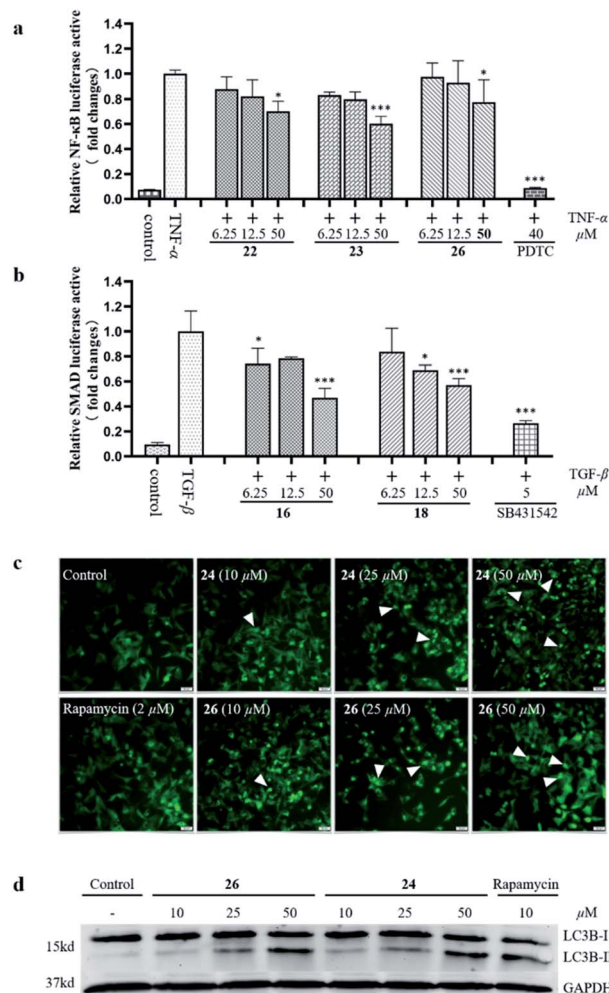 a
Relative NF-κB luciferase active
( fold changes)
1.4
1.2
1.0
0.8
0.6
0.4
0.2
0.0
* *** * ***
control TNF-α
+ + + + + + + + + + TNF-α
6.25 12.5 50 6.25 12.5 50 6.25 12.5 50 40 μM
22 23 26 PDTC
b
Relative SMAD luciferase active
( fold changes)
1.4
1.2
1.0
0.8
0.6
0.4
0.2
0.0
* *** * *** ***
control TGF-β
+ + + + + + + TGF-β
6.25 12.5 50 6.25 12.5 50 5 μM
16 18 SB431542
c
Control 24 (10 μM) 24 (25 μM) 24 (50 μM)
Rapamycin (2 μM) 26 (10 μM) 26 (25 μM) 26 (50 μM)
d
Control 26 24 Rapamycin
- 10 25 50 10 25 50 10 μM
LC3B-I
15kd
LC3B-II
37kd GAPDH